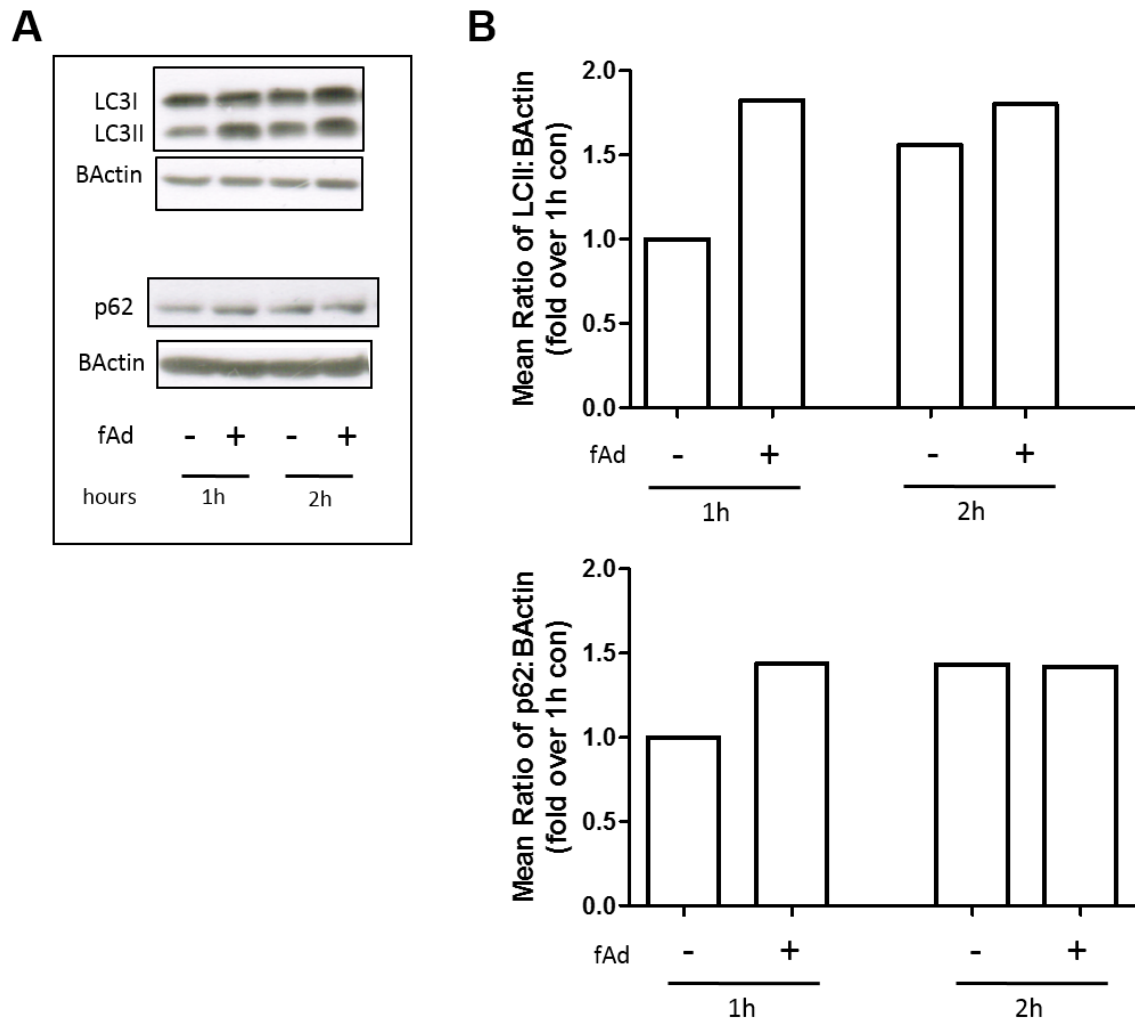 A
LC3I
LC3II
BActin
p62
BActin
fAd - + - +
hours 1h 2h
B
Mean Ratio of LCII:BActin
(fold over 1h con)
2.0
1.5
1.0
0.5
0.0
fAd - + - +
1h 2h
Mean Ratio of p62:BActin
(fold over 1h con)
2.0
1.5
1.0
0.5
0.0
fAd - + - +
1h 2h